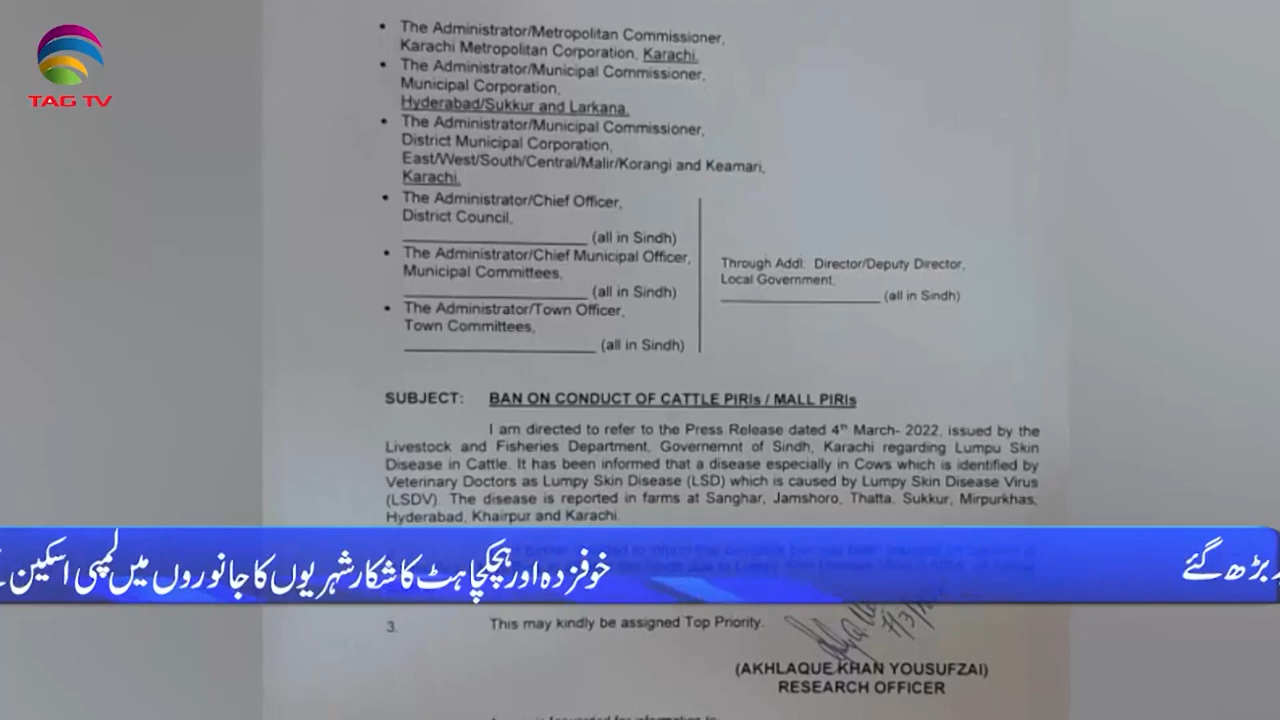 TAG TV
• The Administrator/Metropolitan Commissioner,
Karachi Metropolitan Corporation, Karachi.
• The Administrator/Municipal Commissioner,
Municipal Corporation,
Hyderabad/Sukkur and Larkana.
• The Administrator/Municipal Commissioner,
District Municipal Corporation,
East/West/South/Central/Malir/Korangi and Keamari,
Karachi.
• The Administrator/Chief Officer,
District Council,
(all in Sindh)
• The Administrator/Chief Municipal Officer,
Municipal Committees,
(all in Sindh)
• The Administrator/Town Officer,
Town Committees,
(all in Sindh)
Through Addl: Director/Deputy Director,
Local Government,
(all in Sindh)
SUBJECT: BAN ON CONDUCT OF CATTLE PIRIs / MALL PIRIs
I am directed to refer to the Press Release dated 4th March- 2022, issued by the
Livestock and Fisheries Department, Governemnt of Sindh, Karachi regarding Lumpu Skin
Disease in Cattle. It has been informed that a disease especially in Cows which is identified by
Veterinary Doctors as Lumpy Skin Disease (LSD) which is caused by Lumpy Skin Disease Virus
(LSDV). The disease is reported in farms at Sanghar, Jamshoro, Thatta, Sukkur, Mirpurkhas,
Hyderabad, Khairpur and Karachi.
بڑھ گئے
خوفزدہ اور ہچکچاہٹ کا شکار شہریوں کا جانوروں میں لمپی اسکین
3. This may kindly be assigned Top Priority.
(AKHLAQUE KHAN YOUSUFZAI)
RESEARCH OFFICER